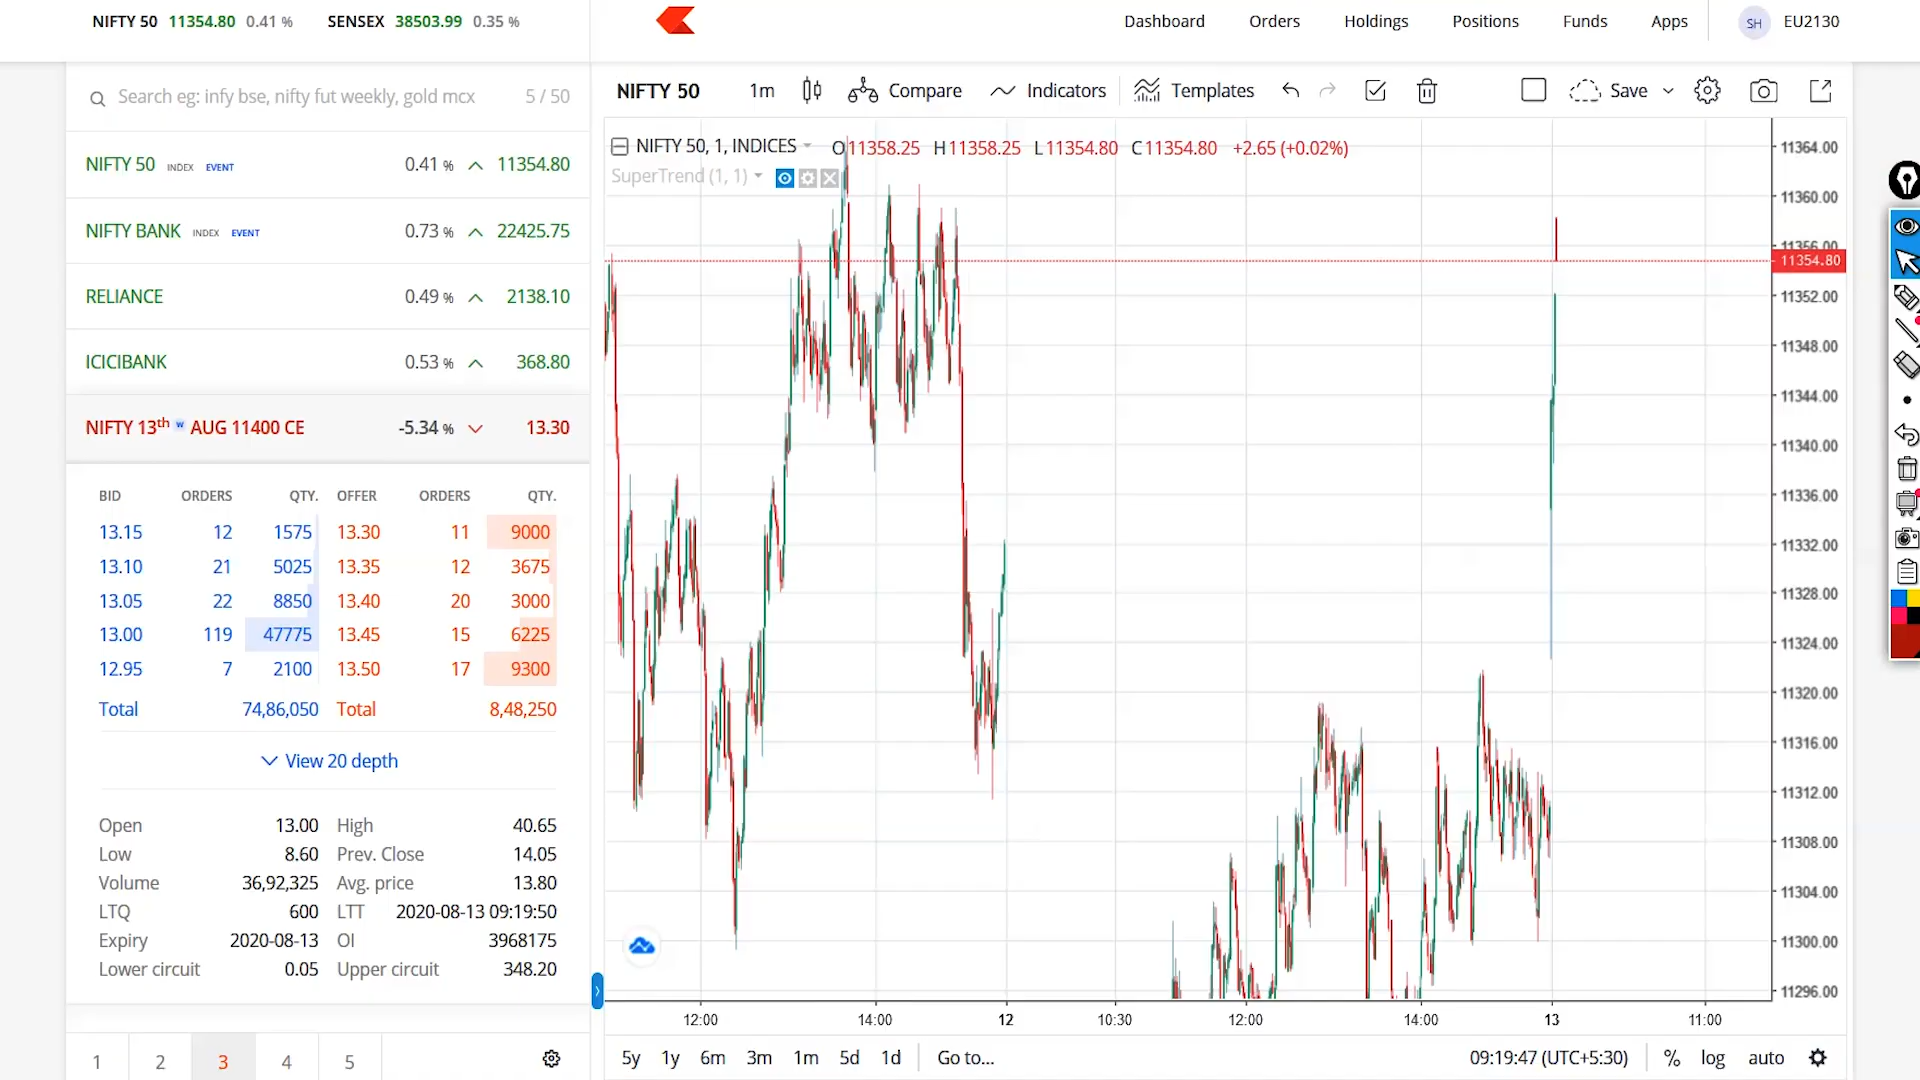 NIFTY 50 11354.80 0.41 % SENSEX 38503.99 0.35 %
Dashboard Orders Holdings Positions Funds Apps SH EU2130
Search eg: infy bse, nifty fut weekly, gold mcx 5 / 50
NIFTY 50 INDEX EVENT 0.41 % 11354.80
NIFTY BANK INDEX EVENT 0.73 % 22425.75
RELIANCE 0.49 % 2138.10
ICICIBANK 0.53 % 368.80
NIFTY 13th w AUG 11400 CE -5.34 % 13.30
BID ORDERS QTY. OFFER ORDERS QTY.
13.15 12 1575 13.30 11 9000
13.10 21 5025 13.35 12 3675
13.05 22 8850 13.40 20 3000
13.00 119 47775 13.45 15 6225
12.95 7 2100 13.50 17 9300
Total 74,86,050 Total 8,48,250
View 20 depth
Open 13.00 High 40.65
Low 8.60 Prev. Close 14.05
Volume 36,92,325 Avg. price 13.80
LTQ 600 LTT 2020-08-13 09:19:50
Expiry 2020-08-13 OI 3968175
Lower circuit 0.05 Upper circuit 348.20
1 2 3 4 5
NIFTY 50 1m Compare Indicators Templates Save
NIFTY 50, 1, INDICES O11358.25 H11358.25 L11354.80 C11354.80 +2.65 (+0.02%)
SuperTrend (1, 1)
11364.00
11360.00
11356.00
11354.80
11352.00
11348.00
11344.00
11340.00
11336.00
11332.00
11328.00
11324.00
11320.00
11316.00
11312.00
11308.00
11304.00
11300.00
11296.00
12:00 14:00 12 10:30 12:00 14:00 13 11:00
5y 1y 6m 3m 1m 5d 1d Go to... 09:19:47 (UTC+5:30) % log auto